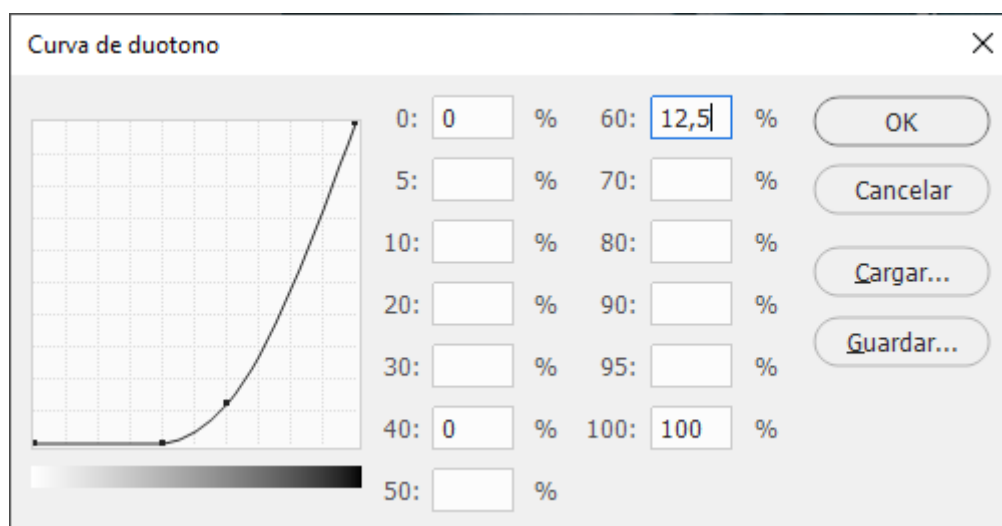 Curva de duotono
0: 0 % 60: 12,5 % OK
5: % 70: % Cancelar
10: % 80: %
20: % 90: % Cargar...
30: % 95: % Guardar...
40: 0 % 100: 100 %
50: %